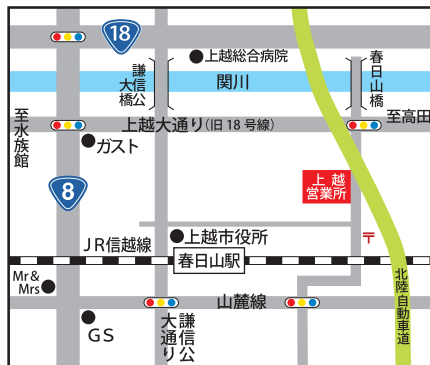 18
上越総合病院
謙信公
大橋
関川
春日山橋
至水族館
上越大通り(旧18号線)
至高田
ガスト
8
上越
営業所
上越市役所
〒
JR信越線
春日山駅
Mr&
Mrs
山麓線
北陸自動車道
GS
謙信公
大通り